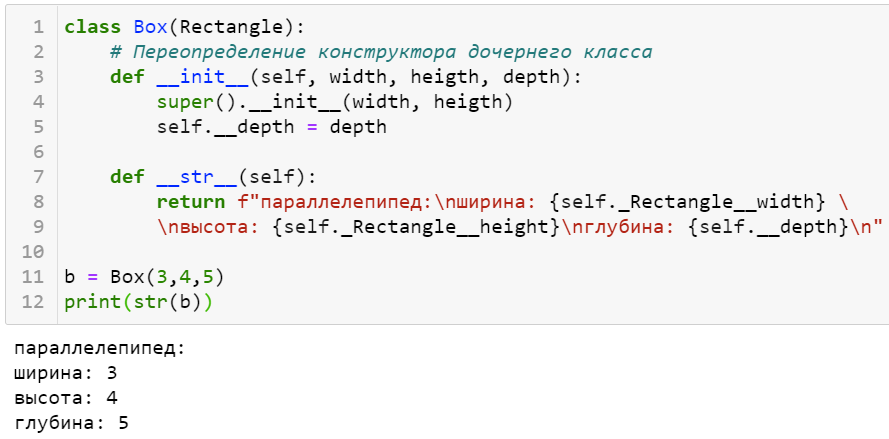 1 class Box(Rectangle):
2     # Переопределение конструктора дочернего класса
3     def __init__(self, width, heigth, depth):
4         super().__init__(width, heigth)
5         self.__depth = depth
6
7     def __str__(self):
8         return f"параллелепипед:\nширина: {self._Rectangle__width} \
9         \nвысота: {self._Rectangle__height}\nглубина: {self.__depth}\n"
10
11 b = Box(3,4,5)
12 print(str(b))
параллелепипед:
ширина: 3
высота: 4
глубина: 5